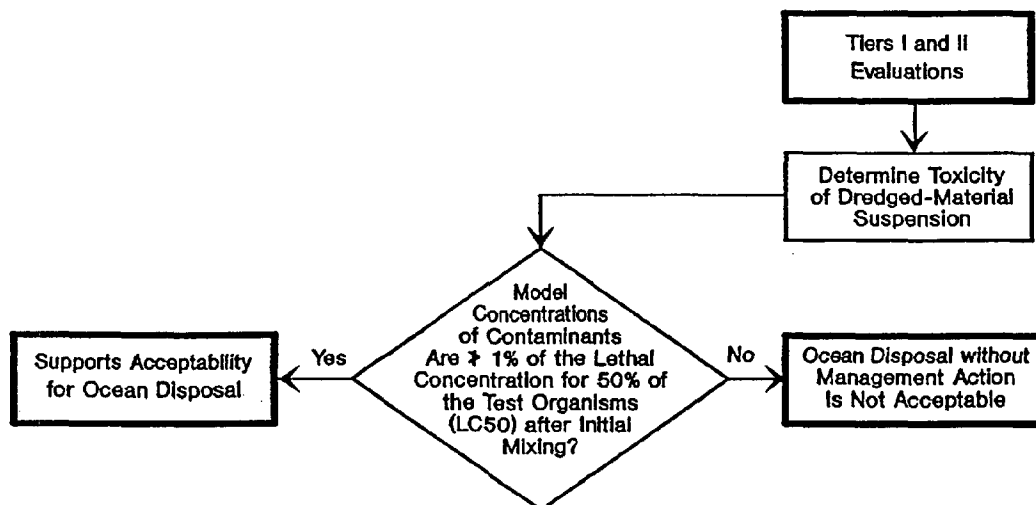 Tiers I and II
Evaluations
Determine Toxicity
of Dredged-Material
Suspension
Model
Concentrations
of Contaminants
Are ≯ 1% of the Lethal
Concentration for 50% of
the Test Organisms
(LC50) after Initial
Mixing?
Yes
Supports Acceptability
for Ocean Disposal
No
Ocean Disposal without
Management Action
Is Not Acceptable